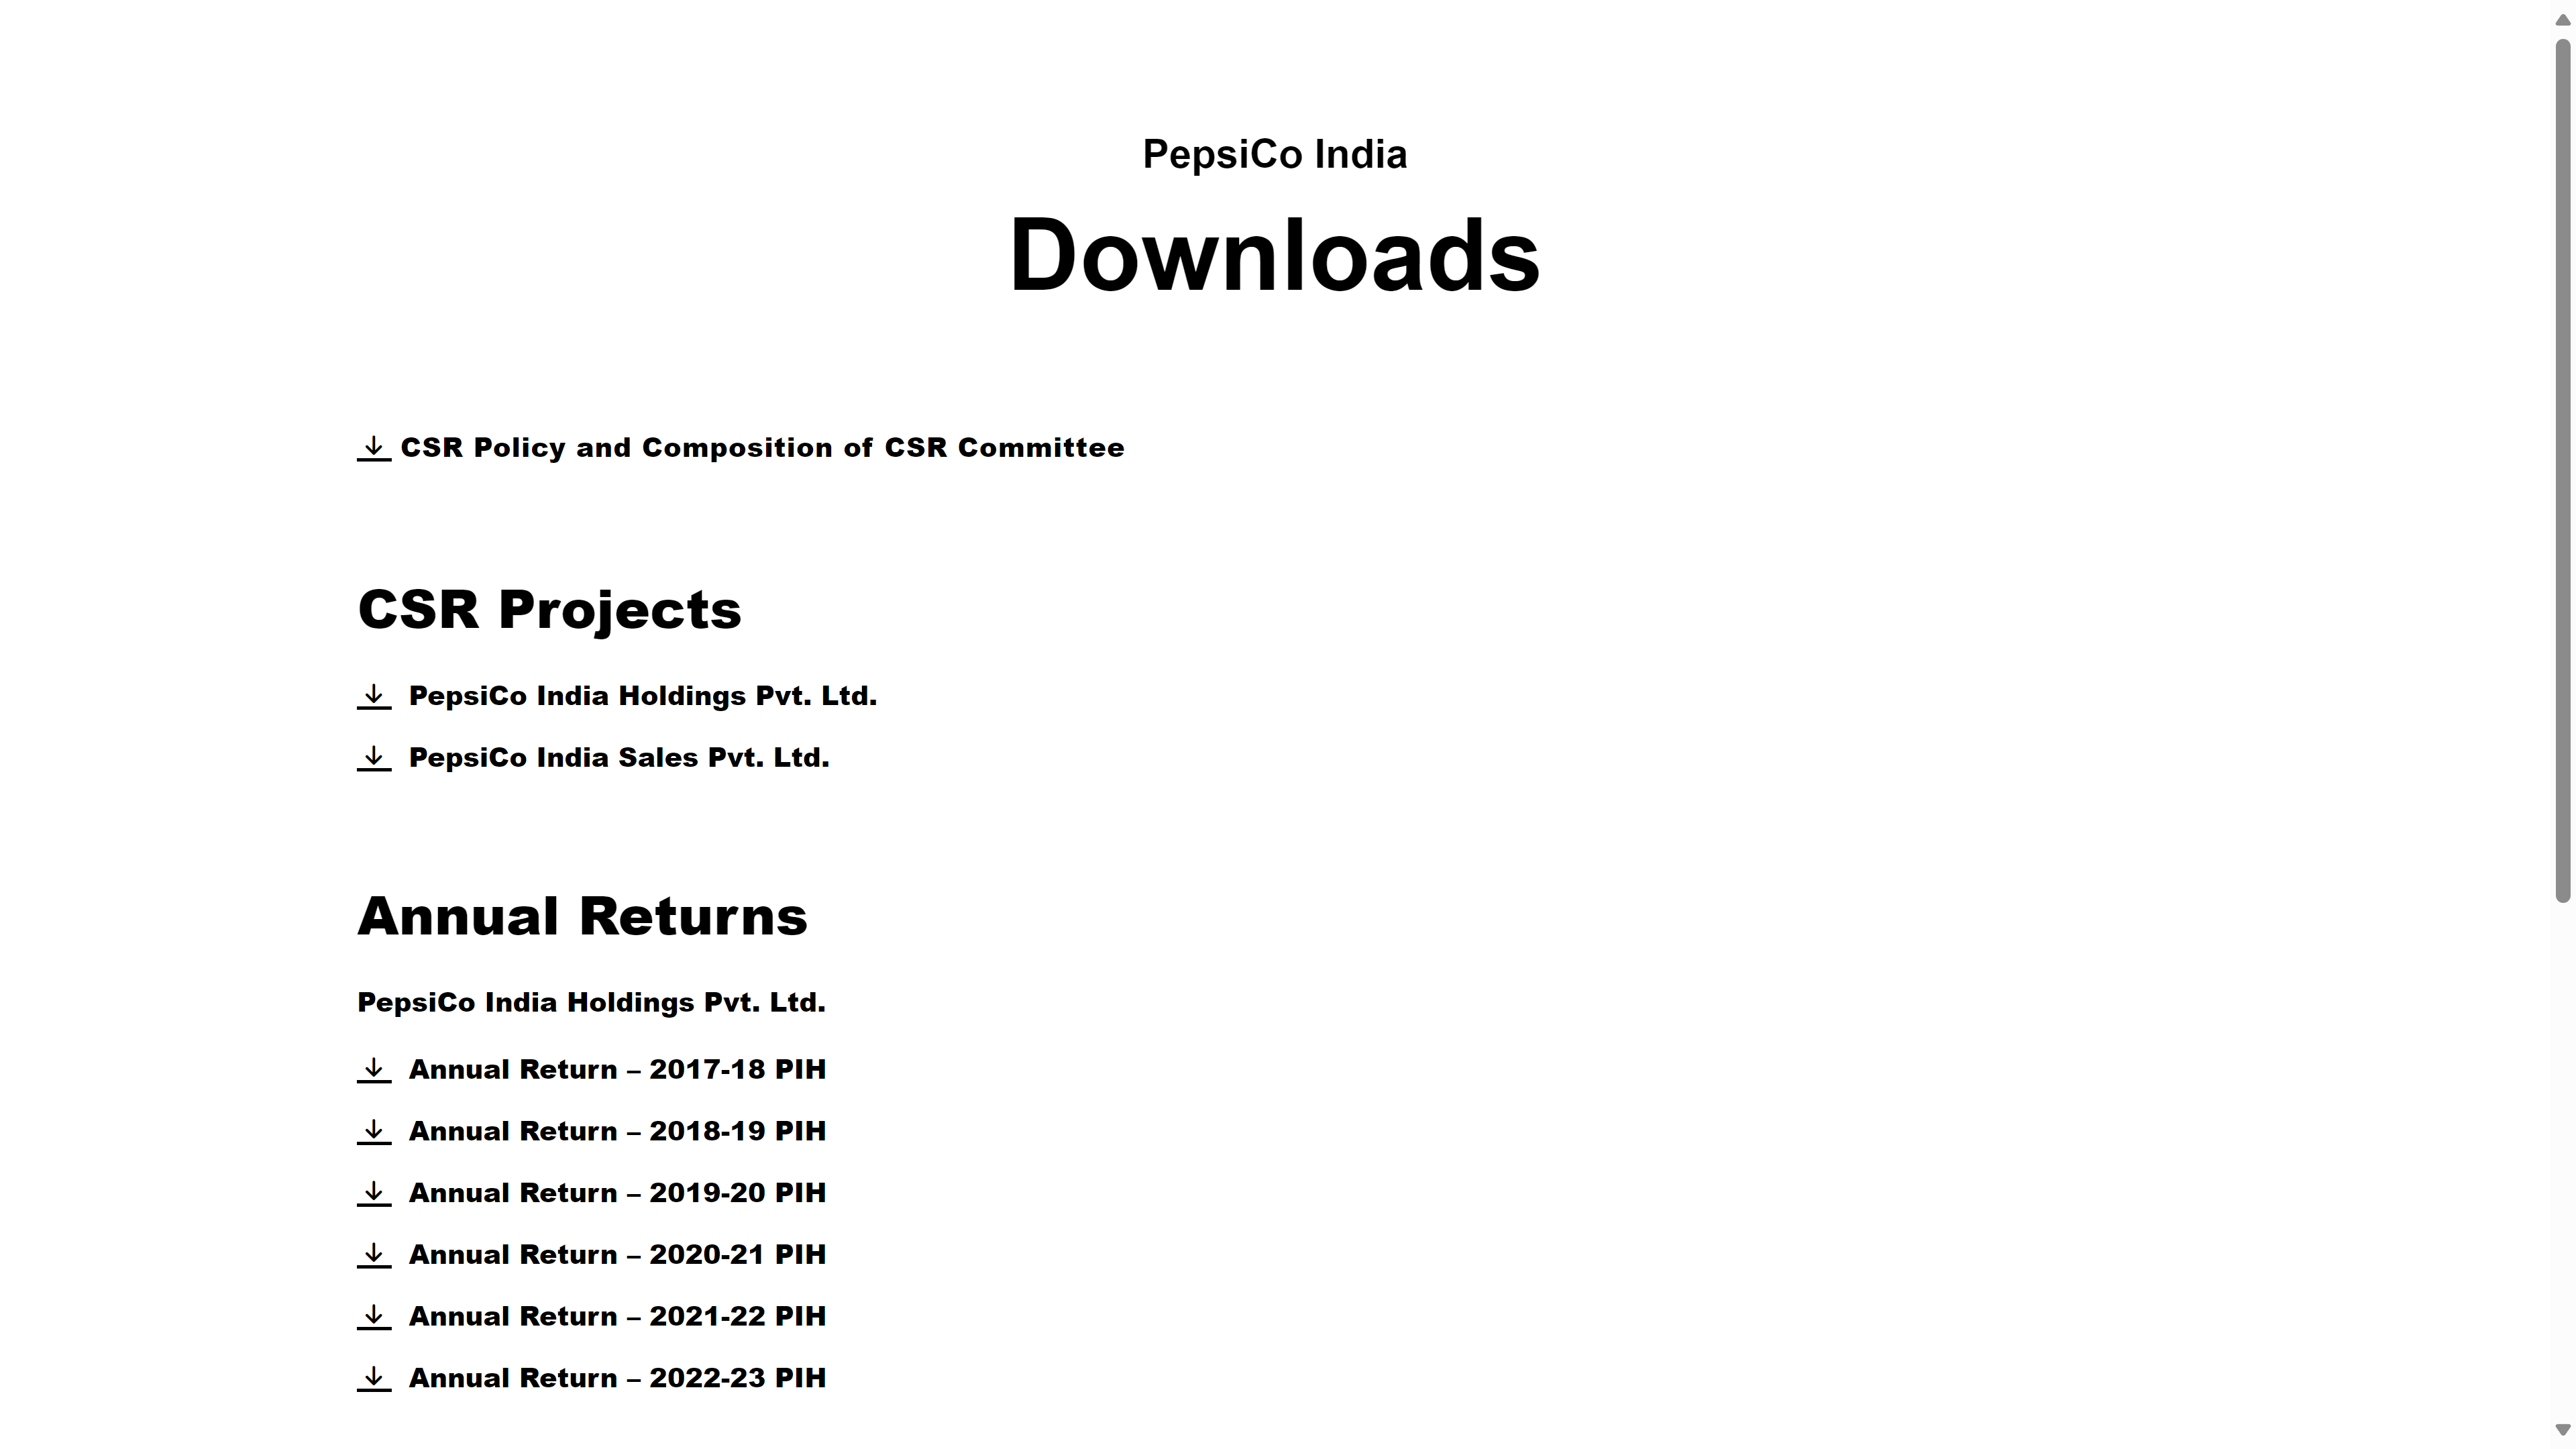 PepsiCo India
Downloads
CSR Policy and Composition of CSR Committee
CSR Projects
PepsiCo India Holdings Pvt. Ltd.
PepsiCo India Sales Pvt. Ltd.
Annual Returns
PepsiCo India Holdings Pvt. Ltd.
Annual Return – 2017-18 PIH
Annual Return – 2018-19 PIH
Annual Return – 2019-20 PIH
Annual Return – 2020-21 PIH
Annual Return – 2021-22 PIH
Annual Return – 2022-23 PIH